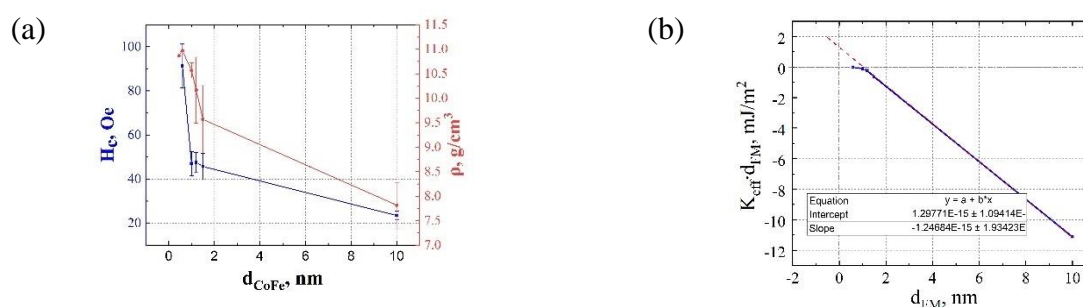 (a)
100
80
60
40
20
Hc, Oe
11.5
11.0
10.5
10.0
9.5
9.0
8.5
8.0
7.5
7.0
ρ, g/cm³
0 2 4 6 8 10
dCoFe, nm
(b)
2
0
-2
-4
-6
-8
-10
-12
Keff·dFM, mJ/m²
Equation y = a + b*x
Intercept 1.29771E-15 ± 1.09414E-
Slope -1.24684E-15 ± 1.93423E
-2 0 2 4 6 8 10
dFM, nm